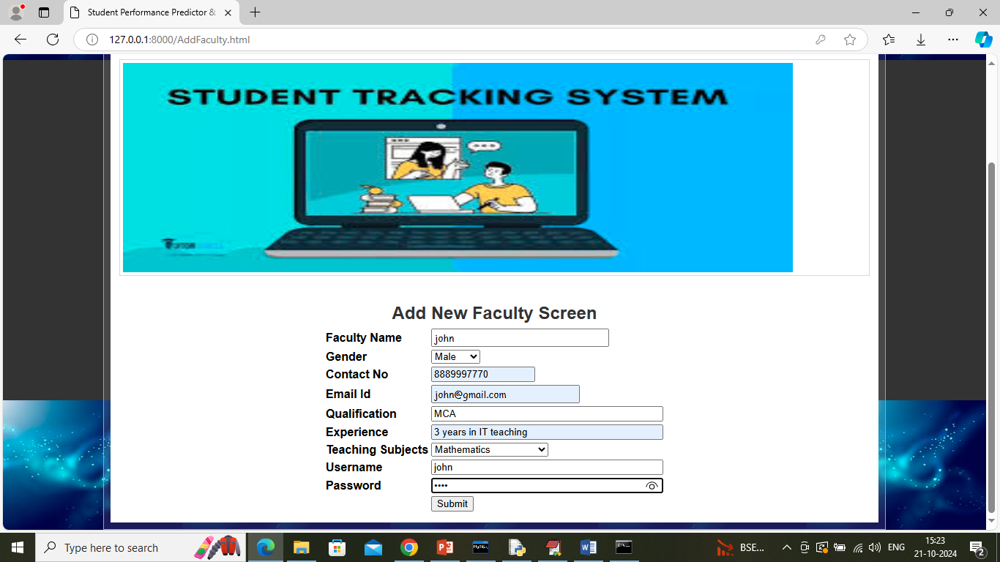 Student Performance Predictor &
127.0.0.1:8000/AddFaculty.html
STUDENT TRACKING SYSTEM
Add New Faculty Screen
Faculty Name john
Gender Male
Contact No 8889997770
Email Id john@gmail.com
Qualification MCA
Experience 3 years in IT teaching
Teaching Subjects Mathematics
Username john
Password ••••
Submit
Type here to search
BSE...
ENG
15:23
21-10-2024
2